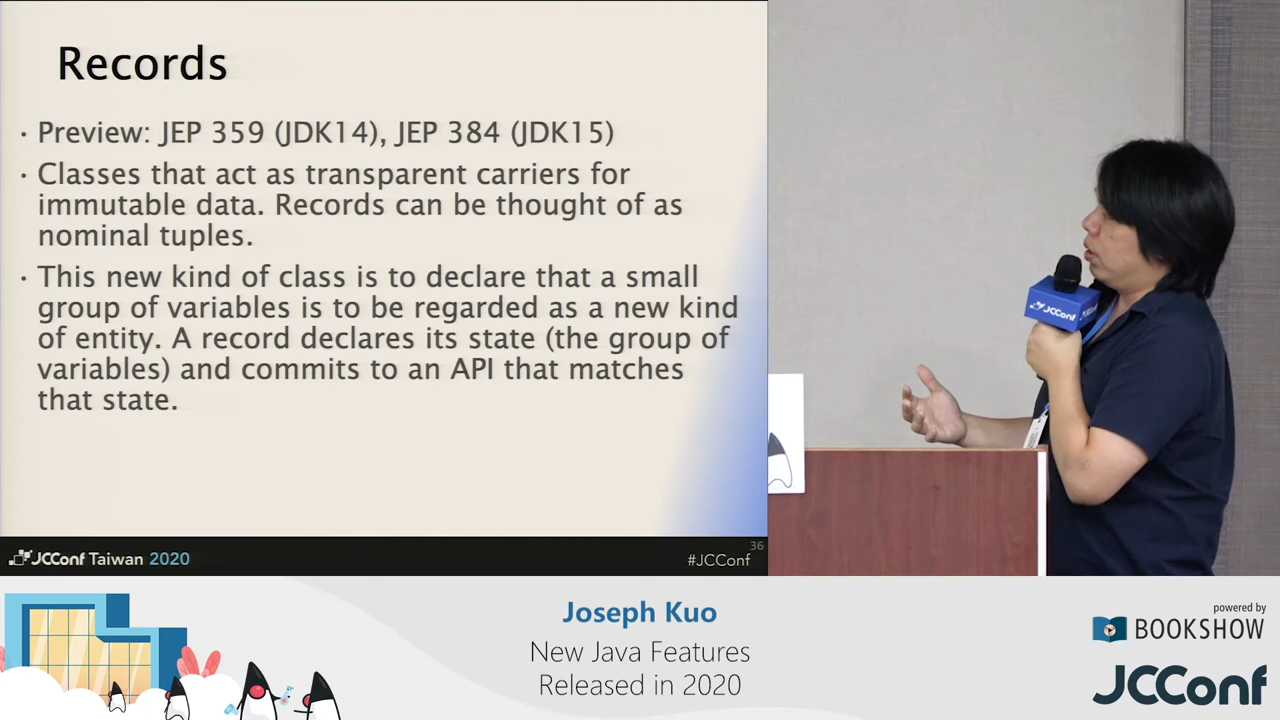 Records
• Preview: JEP 359 (JDK14), JEP 384 (JDK15)
• Classes that act as transparent carriers for
immutable data. Records can be thought of as
nominal tuples.
• This new kind of class is to declare that a small
group of variables is to be regarded as a new kind
of entity. A record declares its state (the group of
variables) and commits to an API that matches
that state.
36
JCConf Taiwan 2020
#JCConf
JCConf
JCConf
Joseph Kuo
New Java Features
Released in 2020
powered by
BOOKSHOW
JCConf